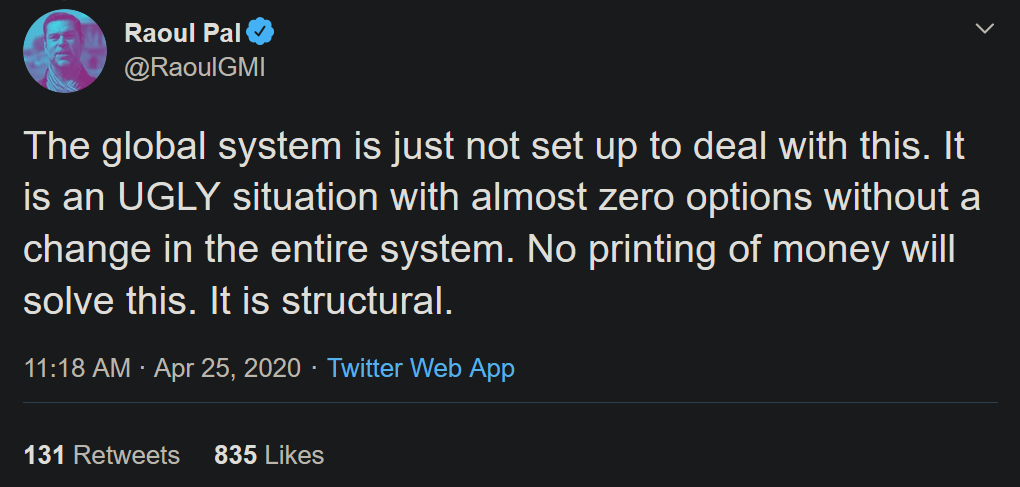 Raoul Pal
@RaoulGMI
The global system is just not set up to deal with this. It
is an UGLY situation with almost zero options without a
change in the entire system. No printing of money will
solve this. It is structural.
11:18 AM · Apr 25, 2020 · Twitter Web App
131 Retweets 835 Likes